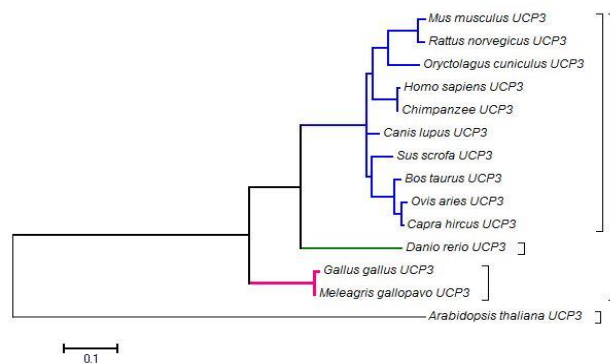 Mus musculus UCP3
Rattus norvegicus UCP3
Oryctolagus cuniculus UCP3
Homo sapiens UCP3
Chimpanzee UCP3
Canis lupus UCP3
Sus scrofa UCP3
Bos taurus UCP3
Ovis aries UCP3
Capra hircus UCP3
Danio rerio UCP3
Gallus gallus UCP3
Meleagris gallopavo UCP3
Arabidopsis thaliana UCP3
0.1